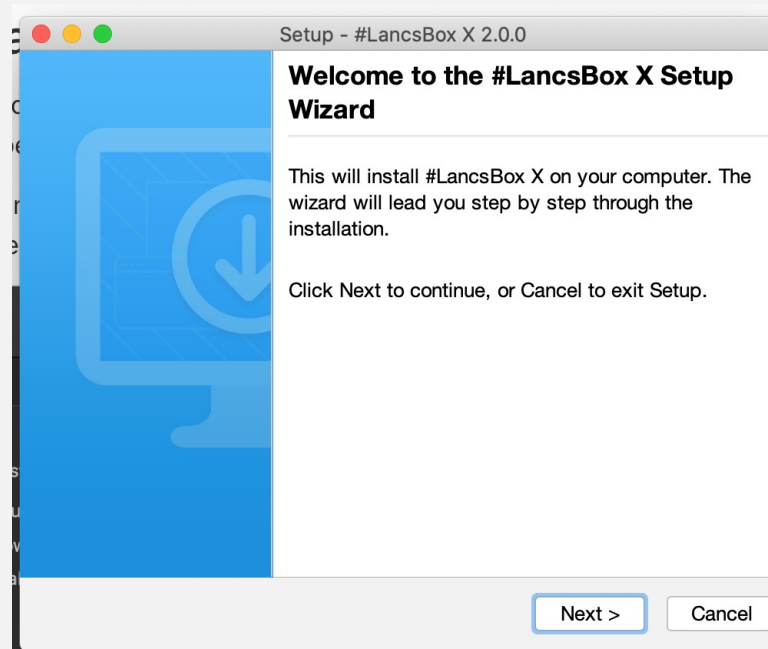 Setup - #LancsBox X 2.0.0
Welcome to the #LancsBox X Setup
Wizard
This will install #LancsBox X on your computer. The
wizard will lead you step by step through the
installation.
Click Next to continue, or Cancel to exit Setup.
Next >
Cancel